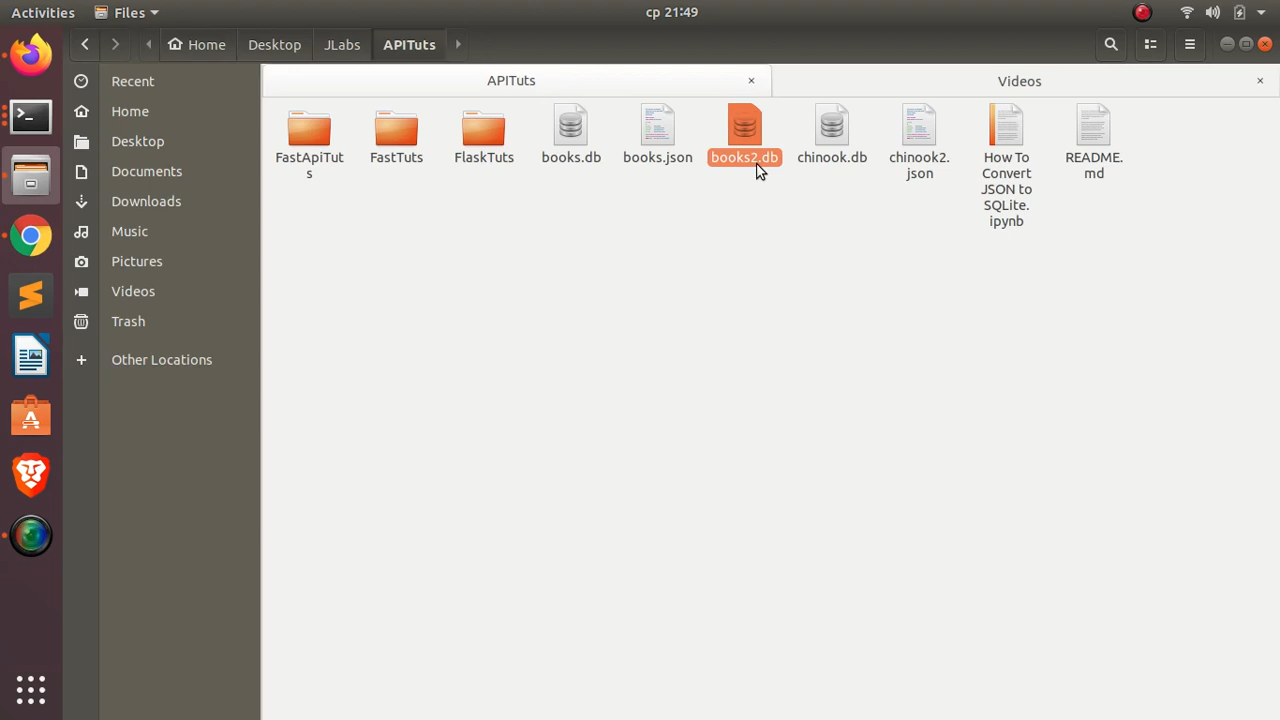 Activities
Files
ср 21:49
Home
Desktop
JLabs
APITuts
Recent
Home
Desktop
Documents
Downloads
Music
Pictures
Videos
Trash
Other Locations
APITuts
Videos
FastApiTut
s
FastTuts
FlaskTuts
books.db
books.json
books2.db
chinook.db
chinook2.
json
How To
Convert
JSON to
SQLite.
ipynb
README.
md